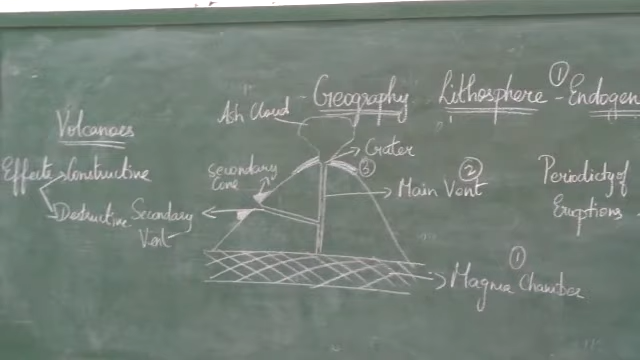 Geography Lithosphere ① - Endogen
Ash Cloud
Volcanoes
Crater
③
Effects → Constructive
Destructive
Secondary
Cone
Main Vent ②
Periodicty of
Eruptions
Secondary
Vent
①
Magma Chamber